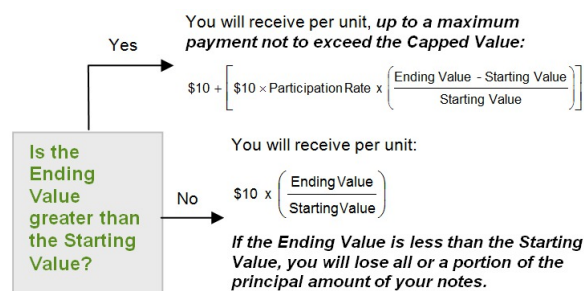 You will receive per unit, up to a maximum
payment not to exceed the Capped Value:
Yes
$10 + [ $10 × Participation Rate x ( Ending Value - Starting Value / Starting Value ) ]
Is the
Ending
Value
greater than
the Starting
Value?
No
You will receive per unit:
$10 x ( Ending Value / Starting Value )
If the Ending Value is less than the Starting
Value, you will lose all or a portion of the
principal amount of your notes.